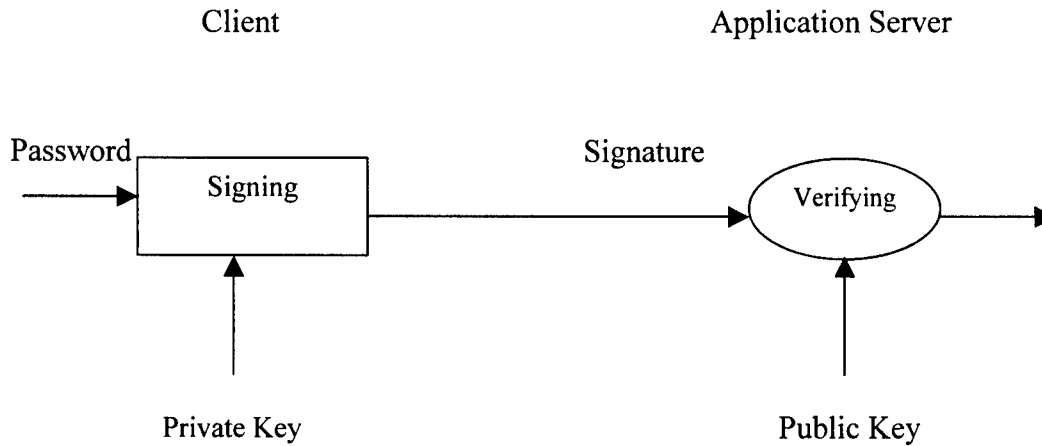 Client
Application Server
Password
Signature
Signing
Verifying
Private Key
Public Key